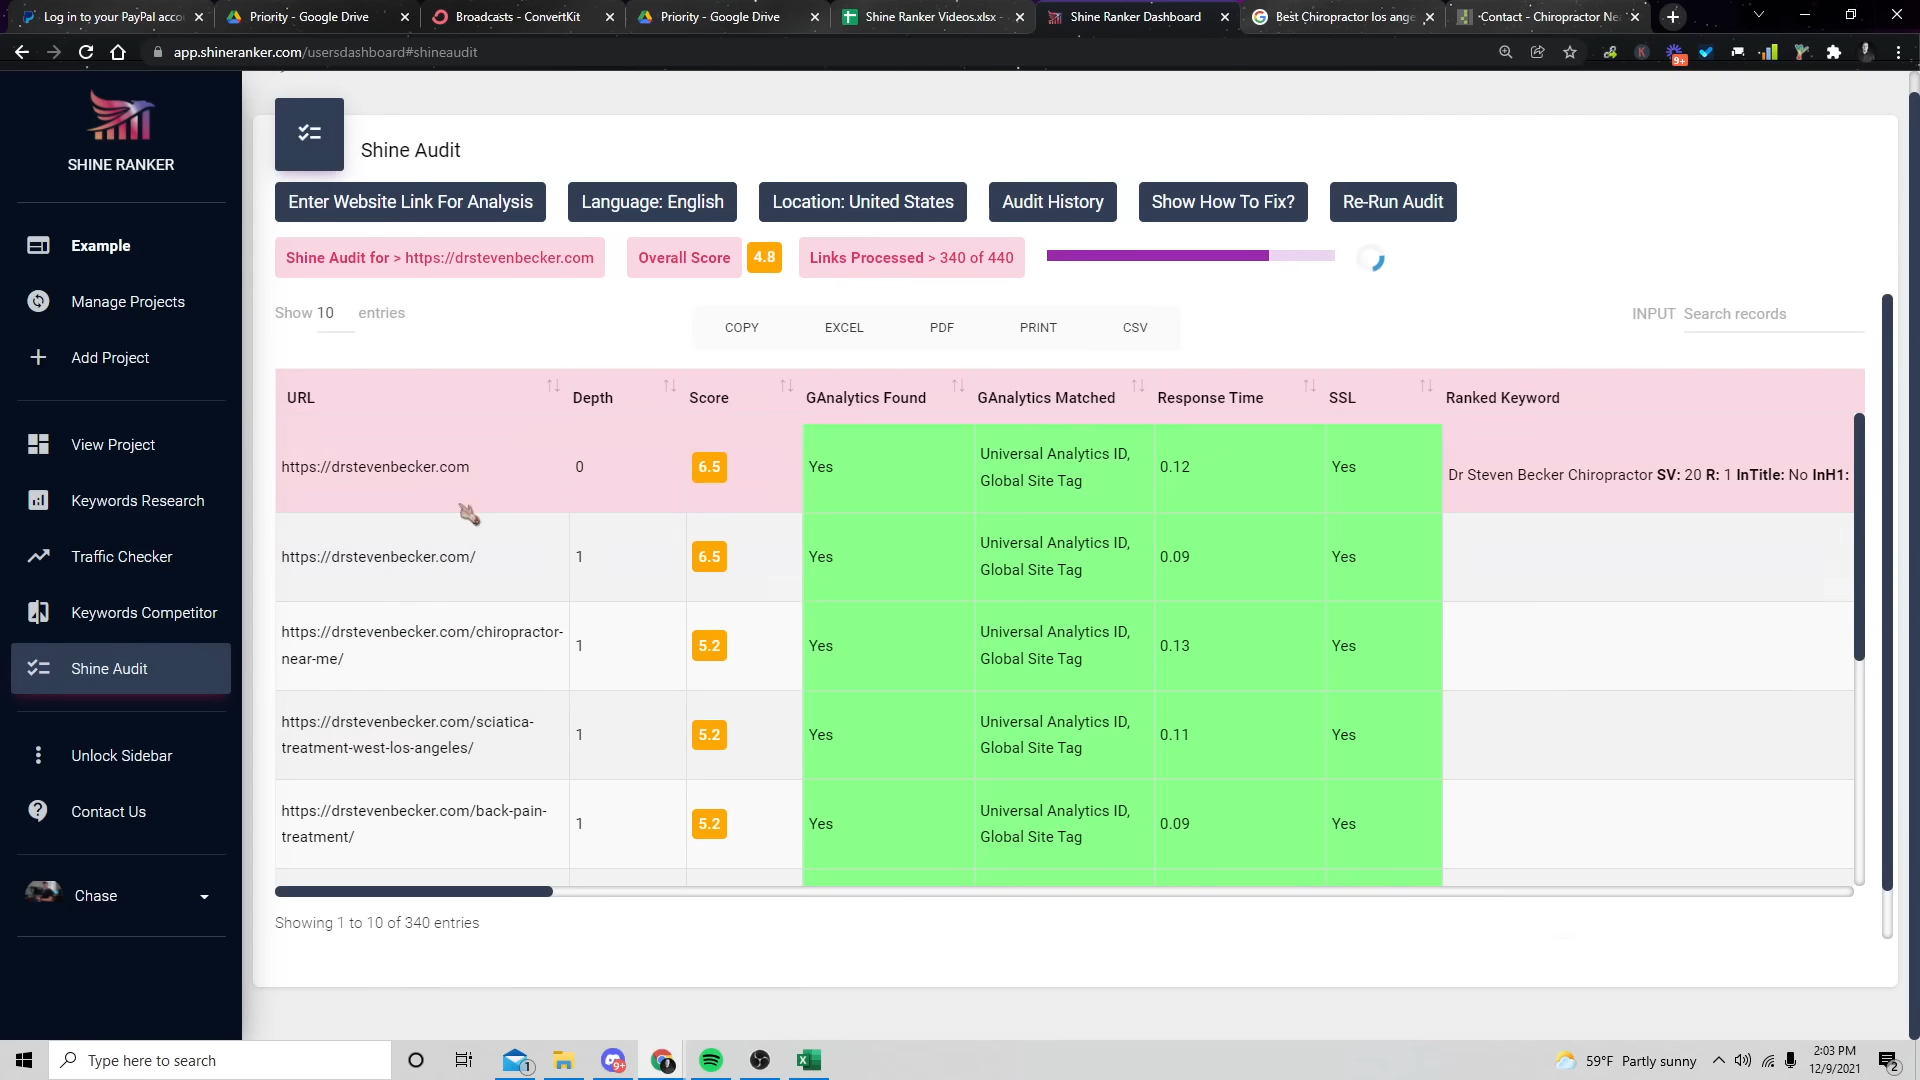 Log in to your PayPal acco
Priority - Google Drive
Broadcasts - ConvertKit
Priority - Google Drive
Shine Ranker Videos.xlsx -
Shine Ranker Dashboard
Best Chiropractor los ange
Contact - Chiropractor Ne
app.shineranker.com/usersdashboard#shineaudit
9+
SHINE RANKER
Example
Manage Projects
Add Project
View Project
Keywords Research
Traffic Checker
Keywords Competitor
Shine Audit
Unlock Sidebar
Contact Us
Chase
Shine Audit
Enter Website Link For Analysis
Language: English
Location: United States
Audit History
Show How To Fix?
Re-Run Audit
Shine Audit for > https://drstevenbecker.com
Overall Score
4.8
Links Processed > 340 of 440
Show 10 entries
COPY
EXCEL
PDF
PRINT
CSV
INPUT Search records
URL
Depth
Score
GAnalytics Found
GAnalytics Matched
Response Time
SSL
Ranked Keyword
https://drstevenbecker.com
0
6.5
Yes
Universal Analytics ID,
Global Site Tag
0.12
Yes
Dr Steven Becker Chiropractor SV: 20 R: 1 InTitle: No InH1:
https://drstevenbecker.com/
1
6.5
Yes
Universal Analytics ID,
Global Site Tag
0.09
Yes
https://drstevenbecker.com/chiropractor-
near-me/
1
5.2
Yes
Universal Analytics ID,
Global Site Tag
0.13
Yes
https://drstevenbecker.com/sciatica-
treatment-west-los-angeles/
1
5.2
Yes
Universal Analytics ID,
Global Site Tag
0.11
Yes
https://drstevenbecker.com/back-pain-
treatment/
1
5.2
Yes
Universal Analytics ID,
Global Site Tag
0.09
Yes
Showing 1 to 10 of 340 entries
Type here to search
1
9+
59°F Partly sunny
2:03 PM
12/9/2021
2